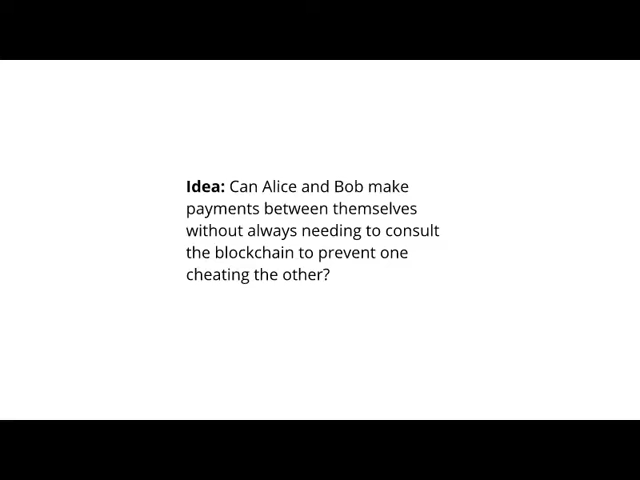 Idea: Can Alice and Bob make
payments between themselves
without always needing to consult
the blockchain to prevent one
cheating the other?